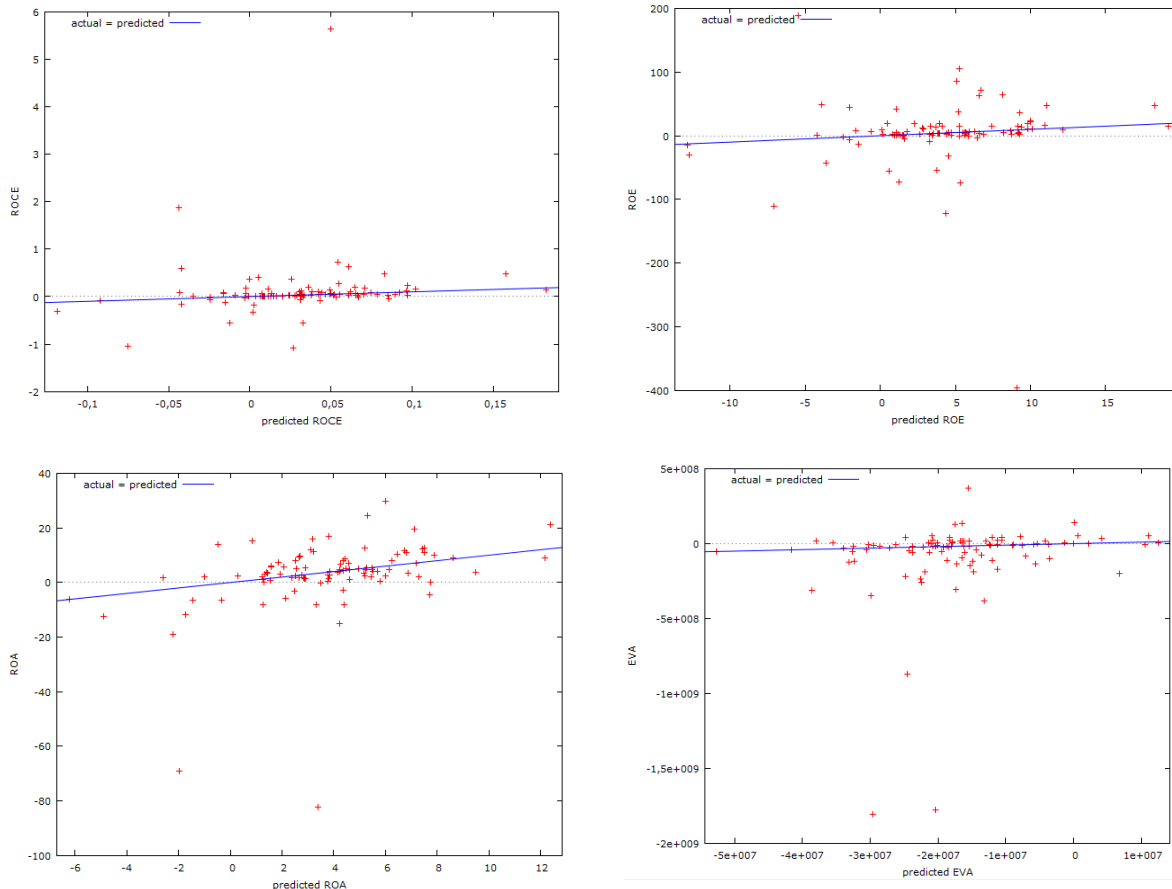 actual = predicted
6
5
4
3
2
1
0
-1
-2
ROCE
-0,1
-0,05
0
0,05
0,1
0,15
predicted ROCE
actual = predicted
200
100
0
-100
-200
-300
-400
ROE
-10
-5
0
5
10
15
predicted ROE
actual = predicted
40
20
0
-20
-40
-60
-80
-100
ROA
-6
-4
-2
0
2
4
6
8
10
12
predicted ROA
actual = predicted
5e+008
0
-5e+008
-1e+009
-1,5e+009
-2e+009
EVA
-5e+007
-4e+007
-3e+007
-2e+007
-1e+007
0
1e+007
predicted EVA